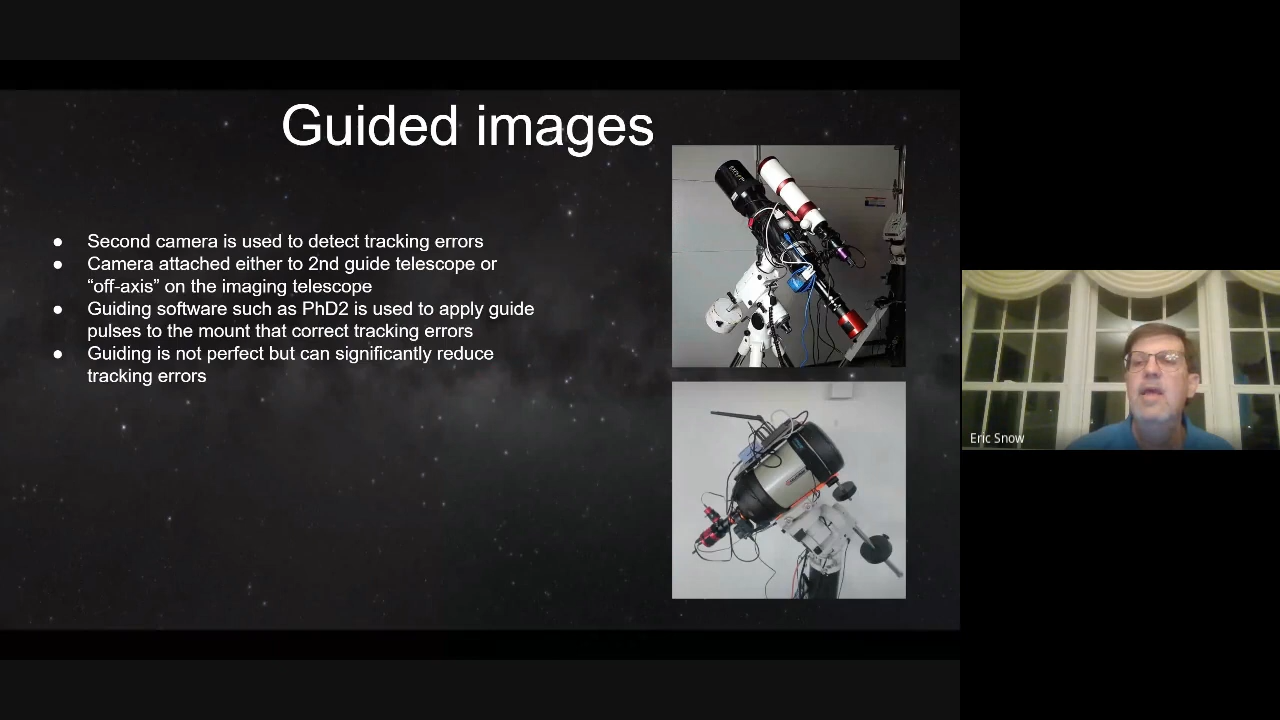 Guided images
● Second camera is used to detect tracking errors
● Camera attached either to 2nd guide telescope or
“off-axis” on the imaging telescope
● Guiding software such as PhD2 is used to apply guide
pulses to the mount that correct tracking errors
● Guiding is not perfect but can significantly reduce
tracking errors
Eric Snow